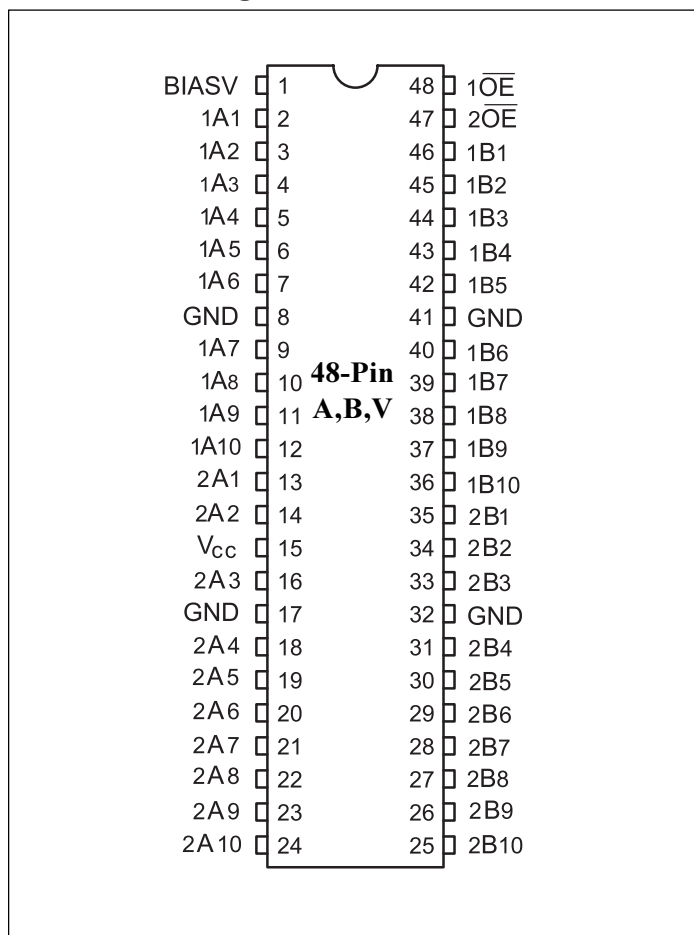 BIASV 1 48 1O̅E̅
1A1 2 47 2O̅E̅
1A2 3 46 1B1
1A3 4 45 1B2
1A4 5 44 1B3
1A5 6 43 1B4
1A6 7 42 1B5
GND 8 41 GND
1A7 9 40 1B6
1A8 10 48-Pin 39 1B7
1A9 11 A,B,V 38 1B8
1A10 12 37 1B9
2A1 13 36 1B10
2A2 14 35 2B1
VCC 15 34 2B2
2A3 16 33 2B3
GND 17 32 GND
2A4 18 31 2B4
2A5 19 30 2B5
2A6 20 29 2B6
2A7 21 28 2B7
2A8 22 27 2B8
2A9 23 26 2B9
2A10 24 25 2B10